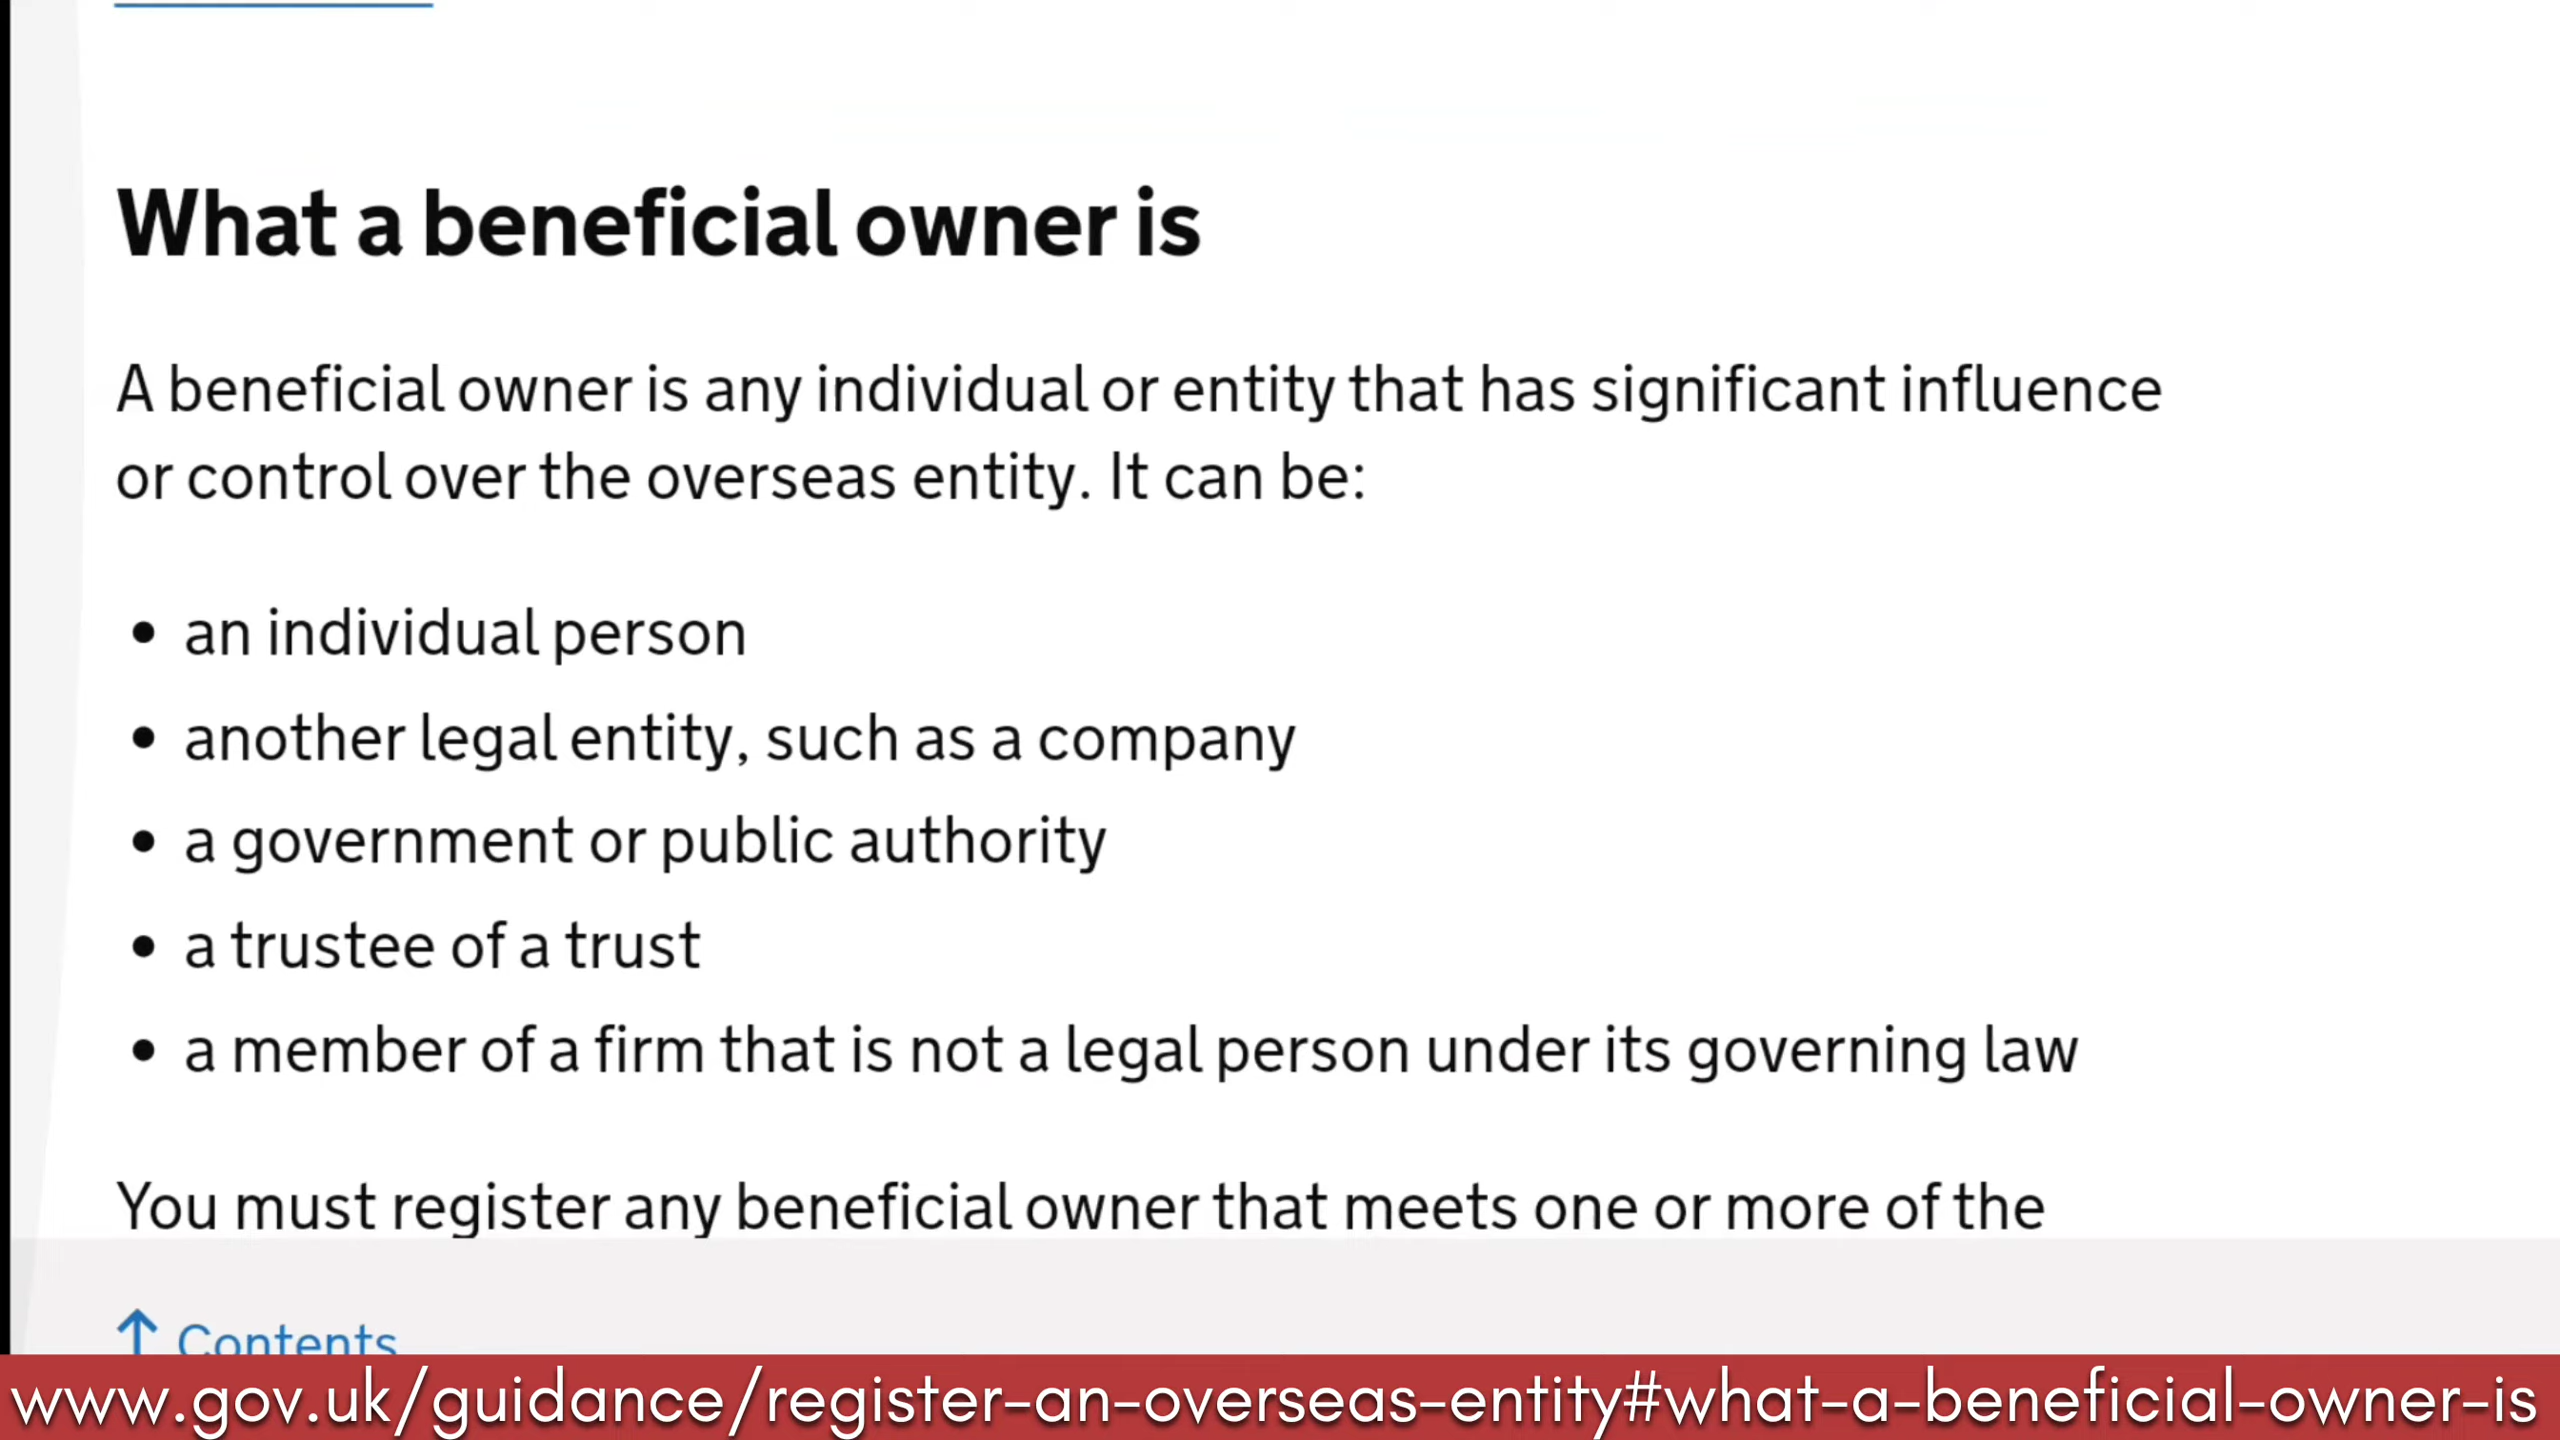 What a beneficial owner is
A beneficial owner is any individual or entity that has significant influence
or control over the overseas entity. It can be:
• an individual person
• another legal entity, such as a company
• a government or public authority
• a trustee of a trust
• a member of a firm that is not a legal person under its governing law
You must register any beneficial owner that meets one or more of the
↑ Contents
www.gov.uk/guidance/register-an-overseas-entity#what-a-beneficial-owner-is